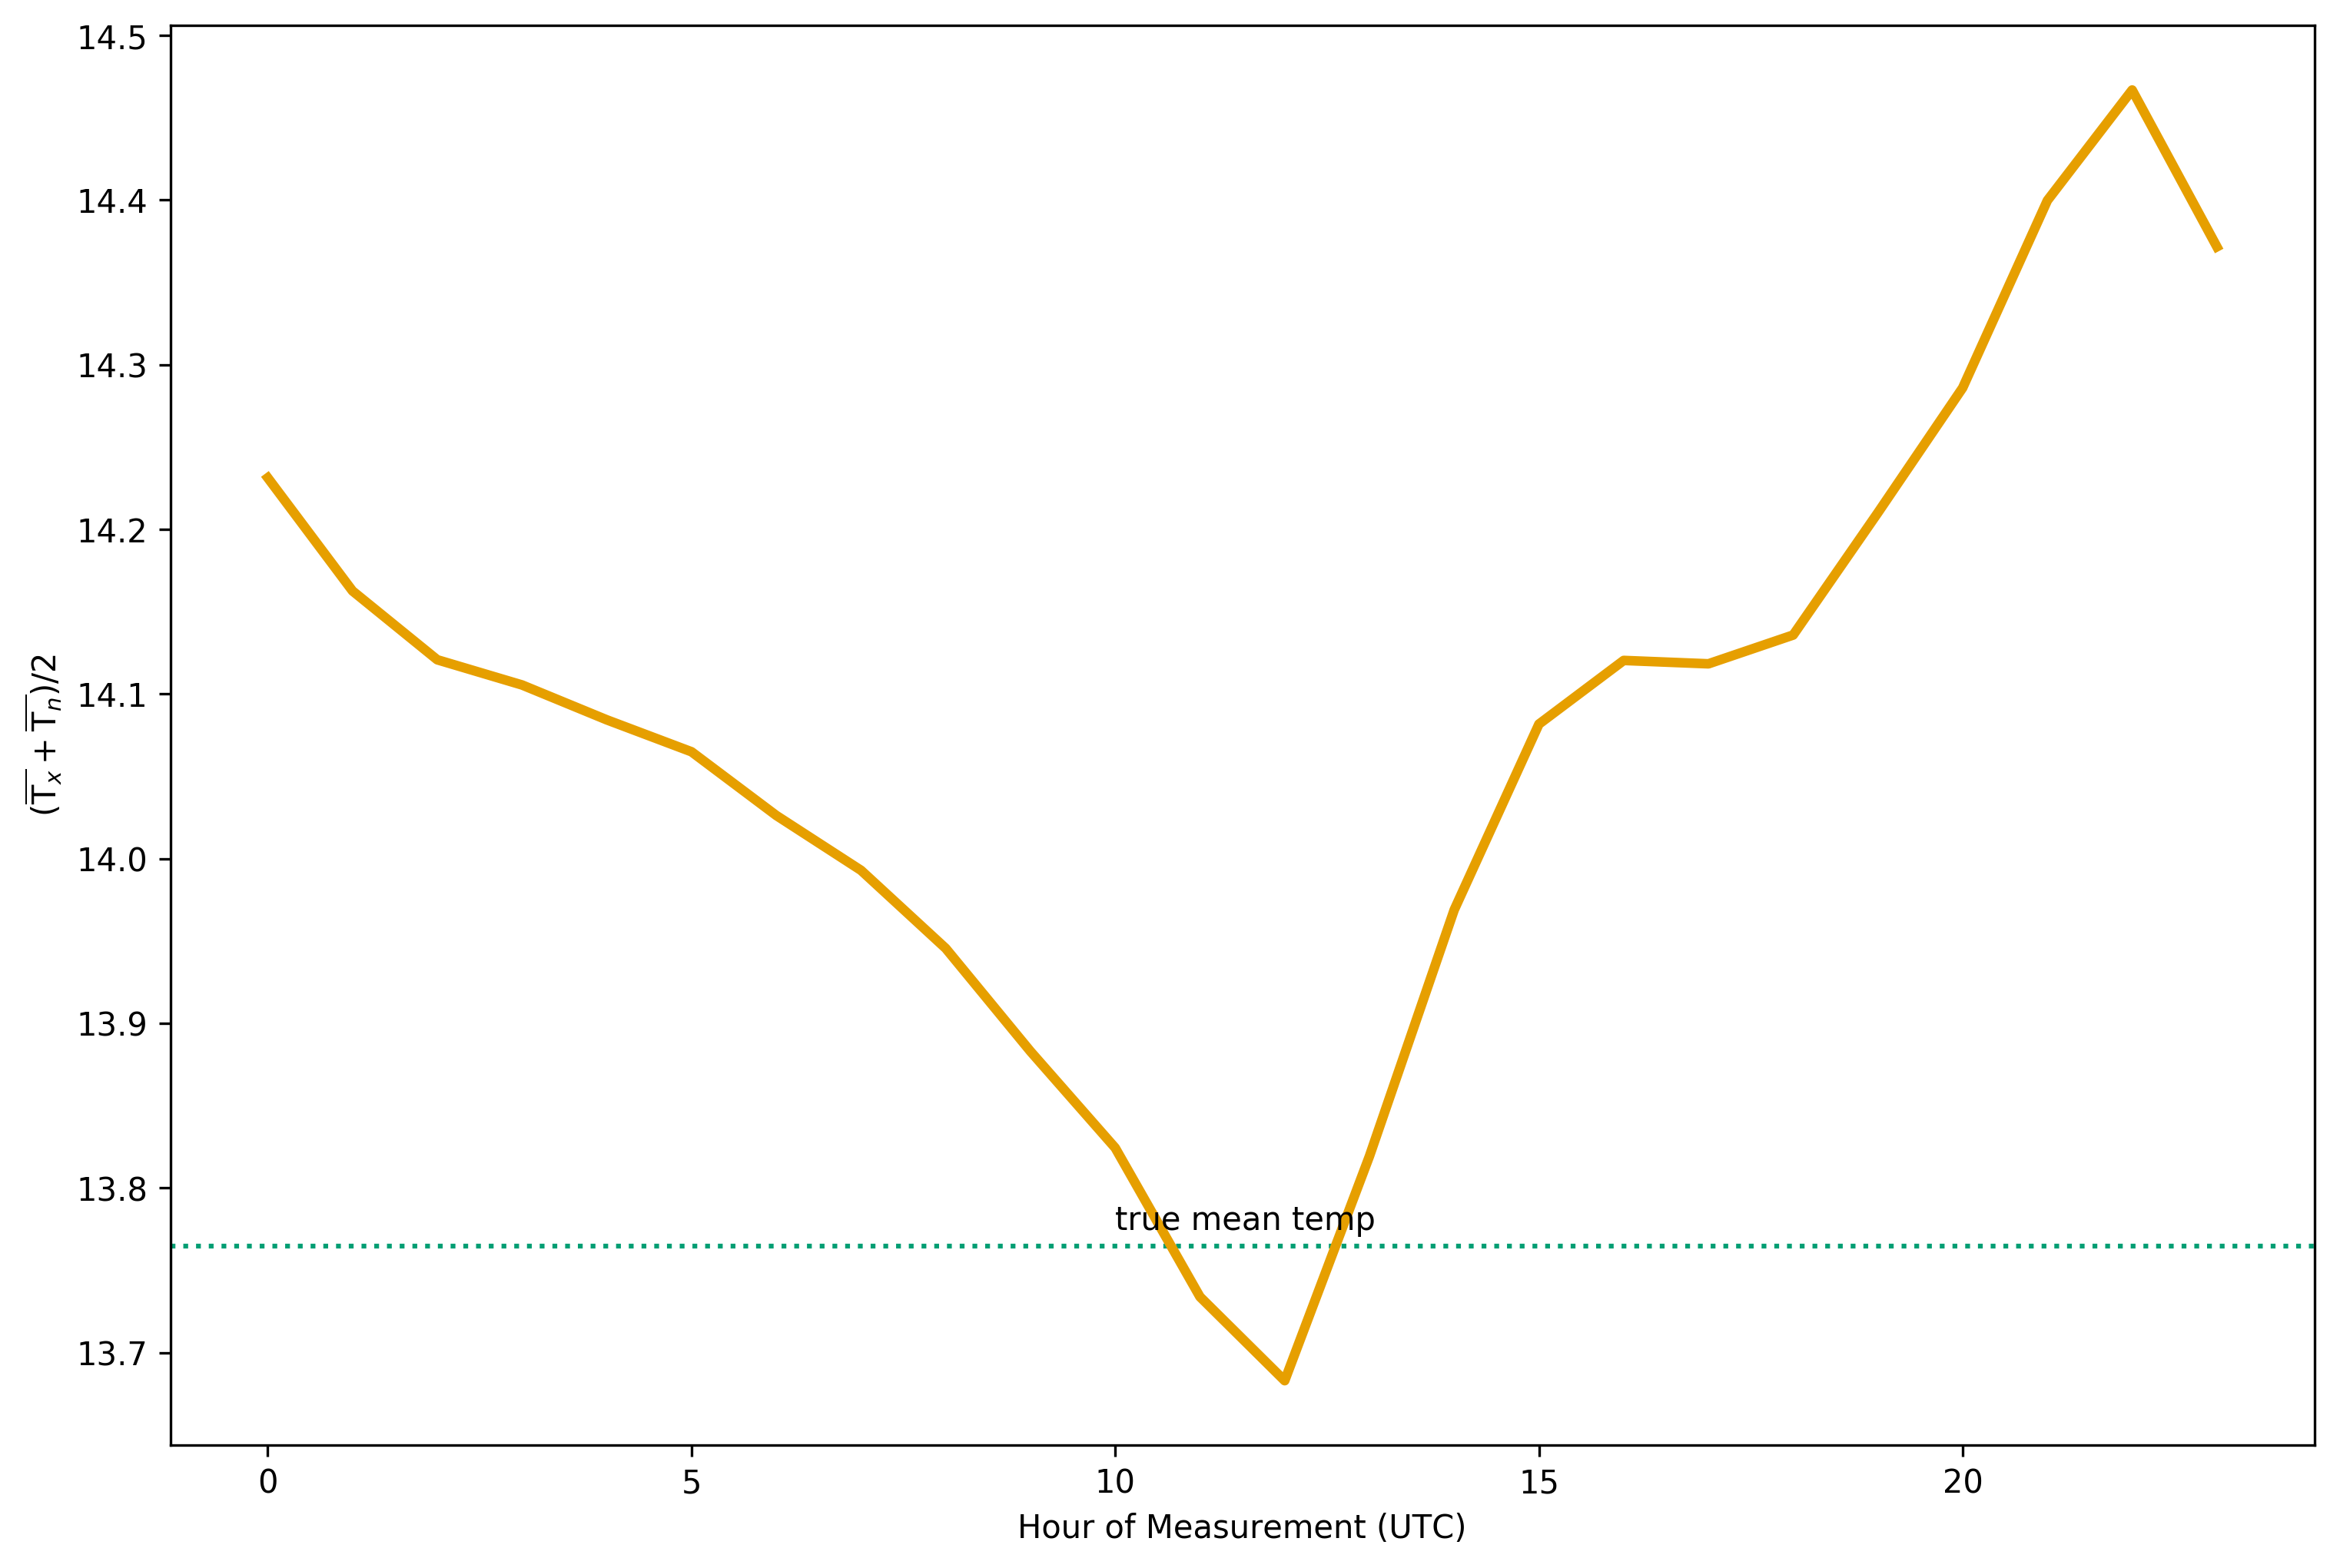 14.5
14.4
14.3
14.2
14.1
14.0
13.9
13.8
13.7
(T̅ₓ + T̅ₙ)/2
true mean temp
0 5 10 15 20
Hour of Measurement (UTC)